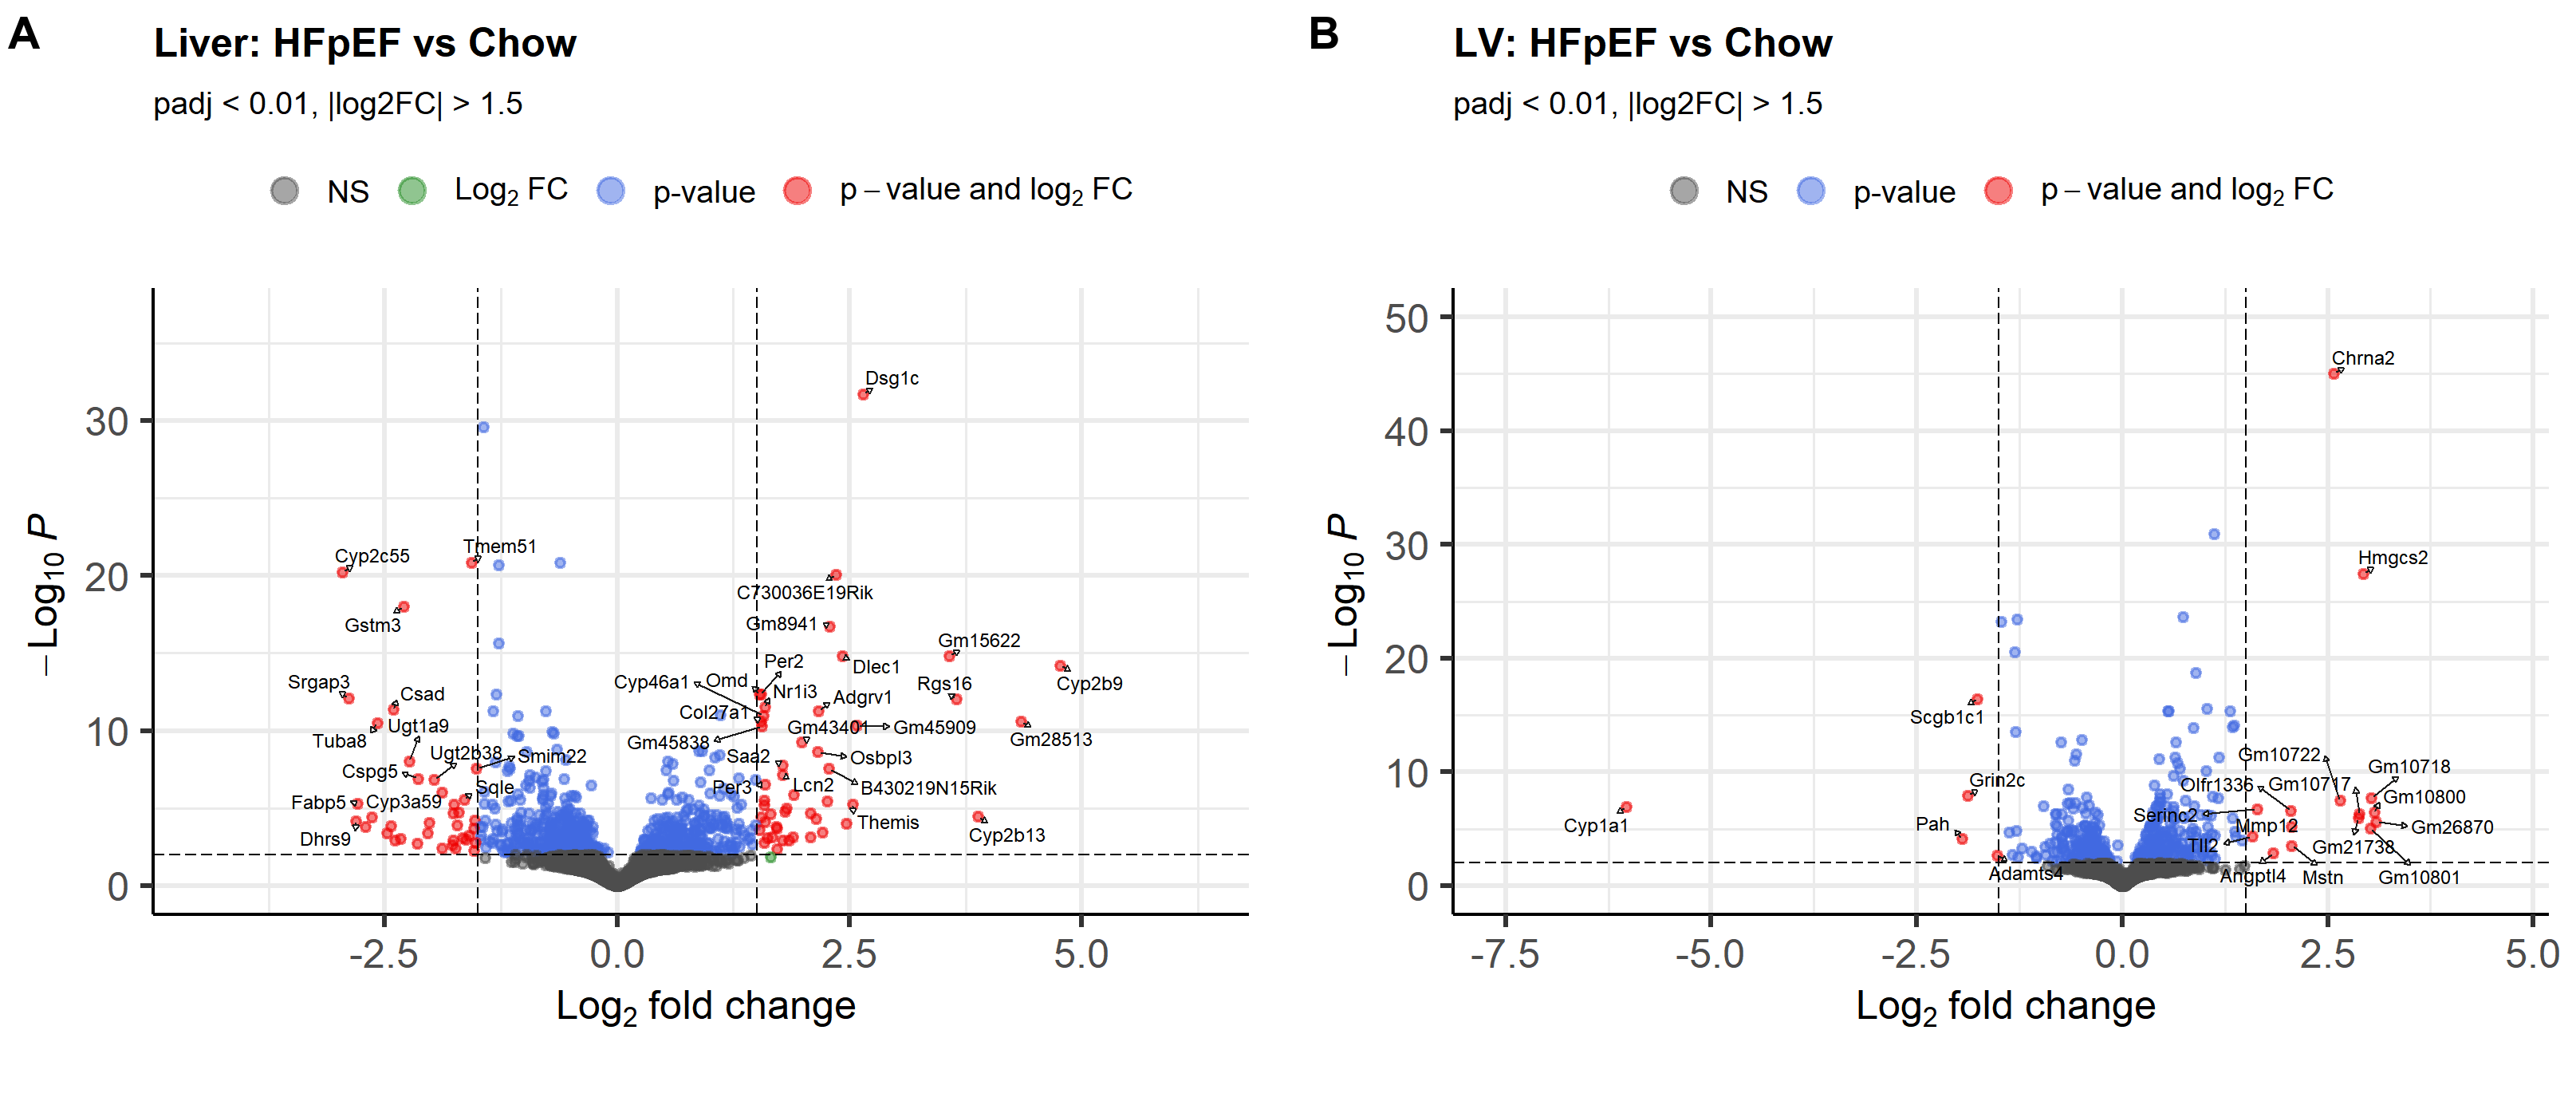 A
Liver: HFpEF vs Chow
padj < 0.01, |log2FC| > 1.5
NS
Log2 FC
p-value
p – value and log2 FC
30
20
10
0
-2.5
0.0
2.5
5.0
–Log10 P
Log2 fold change
Dsg1c
Cyp2c55
Tmem51
Gstm3
C730036E19Rik
Gm8941
Gm15622
Per2
Dlec1
Srgap3
Csad
Cyp46a1
Omd
Nr1i3
Rgs16
Cyp2b9
Adgrv1
Col27a1
Ugt1a9
Tuba8
Gm4340
Gm45909
Gm45838
Gm28513
Ugt2b38
Smim22
Saa2
Osbpl3
Cspg5
Sqle
Per3
Lcn2
B430219N15Rik
Fabp5
Cyp3a59
Themis
Dhrs9
Cyp2b13
B
LV: HFpEF vs Chow
padj < 0.01, |log2FC| > 1.5
NS
p-value
p – value and log2 FC
50
40
30
20
10
0
-7.5
-5.0
-2.5
0.0
2.5
5.0
–Log10 P
Log2 fold change
Chrna2
Hmgcs2
Scgb1c1
Gm10722
Gm10718
Grin2c
Olfr1336
Gm10717
Gm10800
Cyp1a1
Pah
Serinc2
Mmp12
Gm26870
Tll2
Gm21738
Adamts4
Angptl4
Mstn
Gm10801